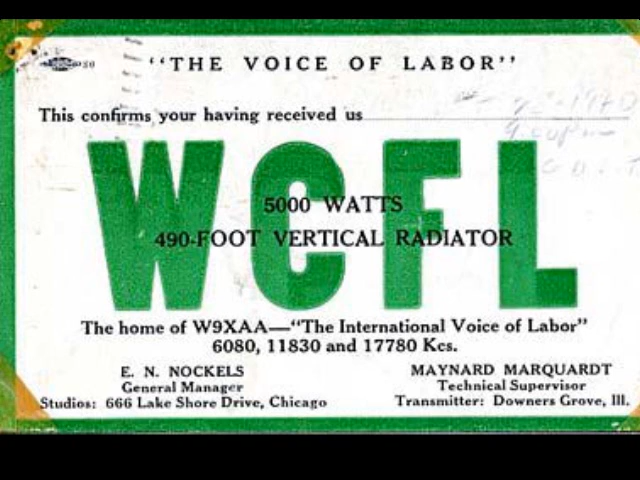 "THE VOICE OF LABOR"
This confirms your having received us
WCFL
5000 WATTS
490-FOOT VERTICAL RADIATOR
The home of W9XAA—"The International Voice of Labor"
6080, 11830 and 17780 Kcs.
E. N. NOCKELS
General Manager
Studios: 666 Lake Shore Drive, Chicago
MAYNARD MARQUARDT
Technical Supervisor
Transmitter: Downers Grove, Ill.